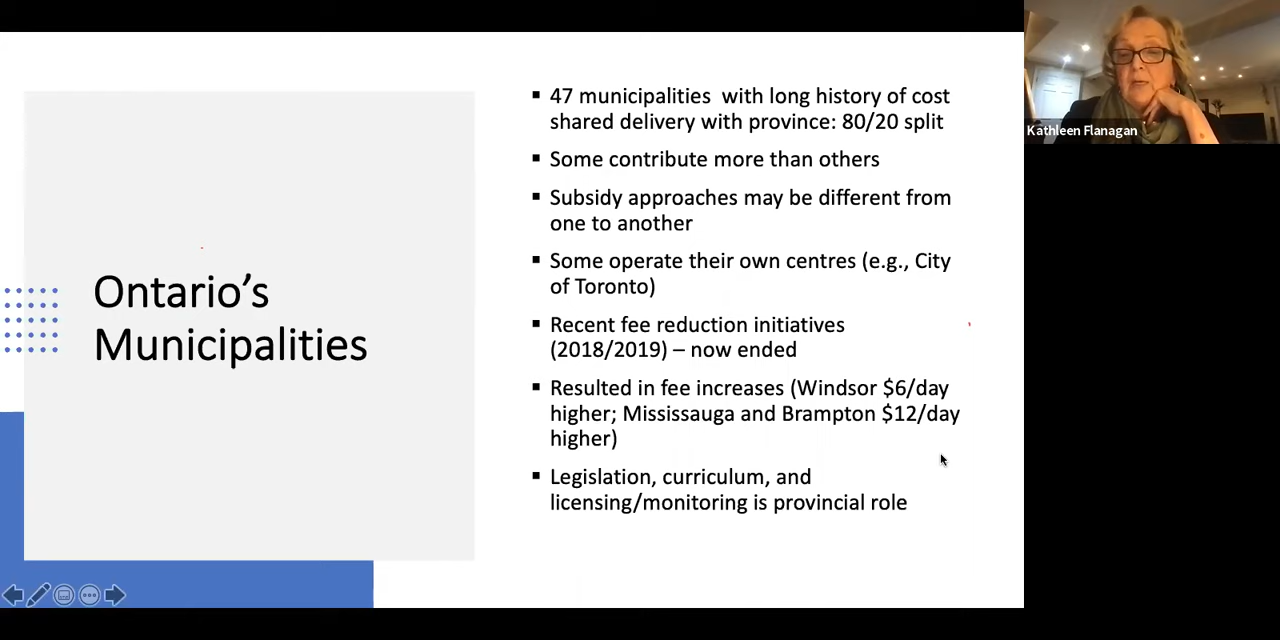 Ontario’s
Municipalities
▪ 47 municipalities  with long history of cost
shared delivery with province: 80/20 split
▪ Some contribute more than others
▪ Subsidy approaches may be different from
one to another
▪ Some operate their own centres (e.g., City
of Toronto)
▪ Recent fee reduction initiatives
(2018/2019) – now ended
▪ Resulted in fee increases (Windsor $6/day
higher; Mississauga and Brampton $12/day
higher)
▪ Legislation, curriculum, and
licensing/monitoring is provincial role
Kathleen Flanagan